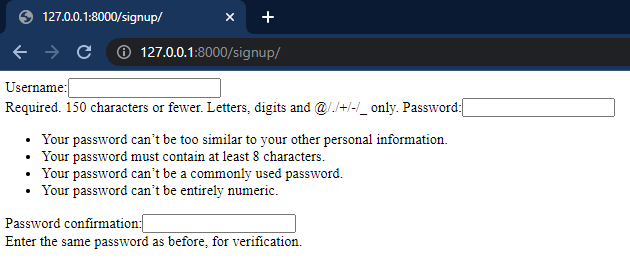 127.0.0.1:8000/signup/
127.0.0.1:8000/signup/
Username:
Required. 150 characters or fewer. Letters, digits and @/./+/-/_ only. Password:
Your password can’t be too similar to your other personal information.
Your password must contain at least 8 characters.
Your password can’t be a commonly used password.
Your password can’t be entirely numeric.
Password confirmation:
Enter the same password as before, for verification.